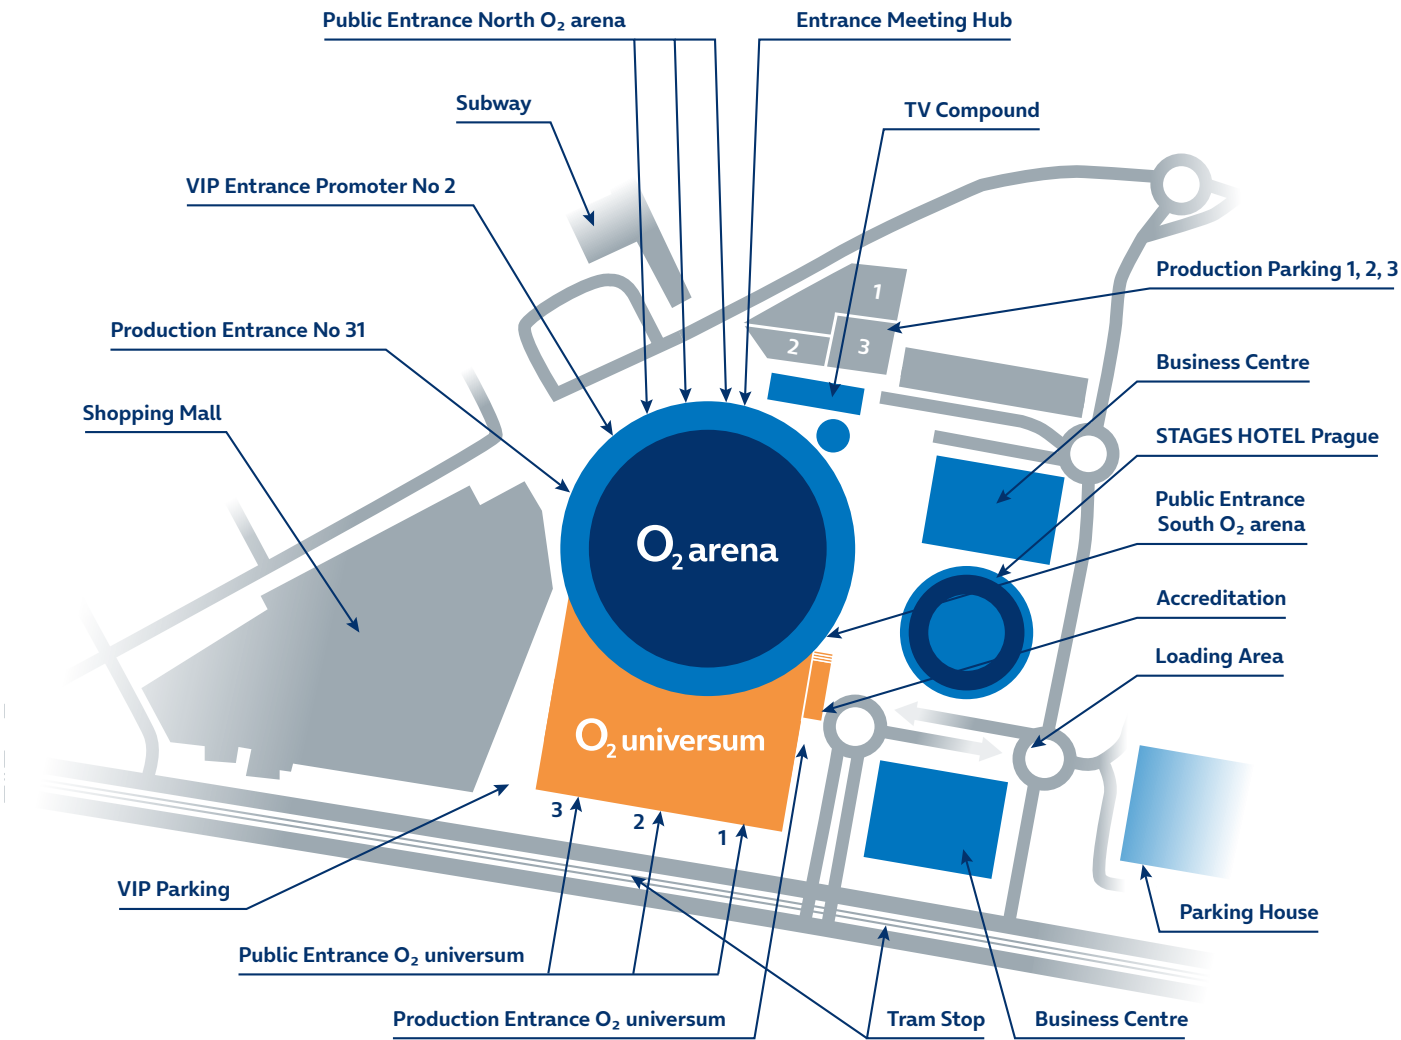 Public Entrance North O₂ arena
Entrance Meeting Hub
Subway
TV Compound
VIP Entrance Promoter No 2
Production Parking 1, 2, 3
1
2
3
Production Entrance No 31
Business Centre
Shopping Mall
STAGES HOTEL Prague
Public Entrance
South O₂ arena
O₂ arena
Accreditation
Loading Area
O₂ universum
3
2
1
VIP Parking
Parking House
Public Entrance O₂ universum
Production Entrance O₂ universum
Tram Stop
Business Centre